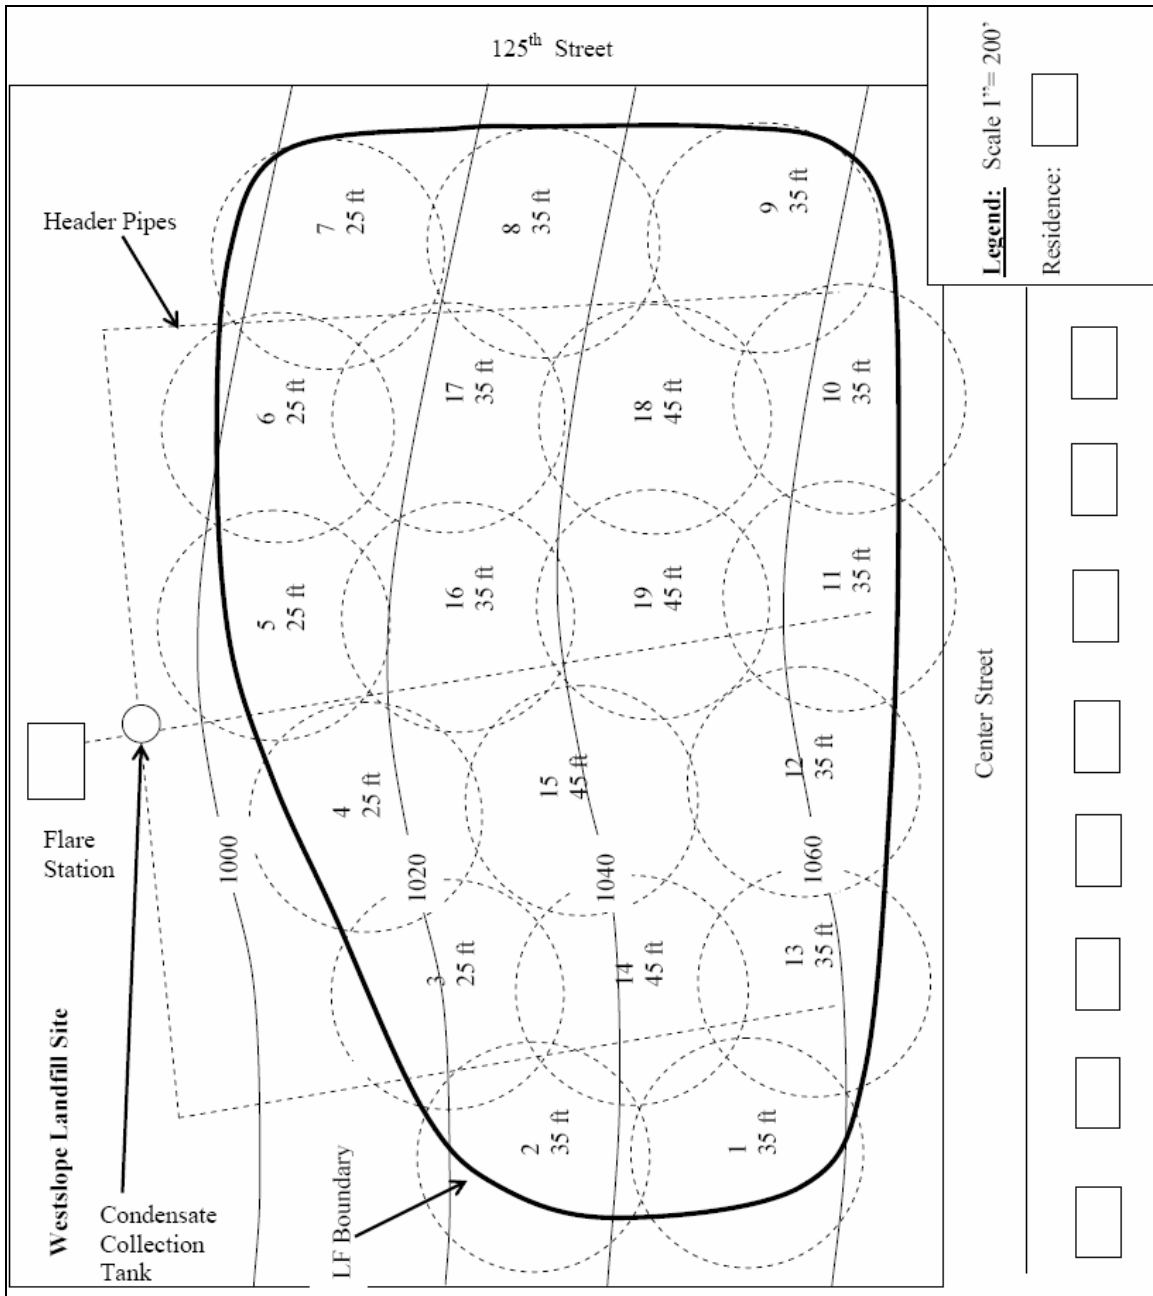 125th Street
Legend: Scale 1”= 200’
Residence:
Header Pipes
7
25 ft
8
35 ft
9
35 ft
6
25 ft
17
35 ft
18
45 ft
10
35 ft
5
25 ft
16
35 ft
19
45 ft
11
35 ft
Center Street
Flare
Station
4
25 ft
15
45 ft
12
35 ft
1000
1020
1040
1060
3
25 ft
14
45 ft
13
35 ft
Westslope Landfill Site
2
35 ft
1
35 ft
LF Boundary
Condensate
Collection
Tank